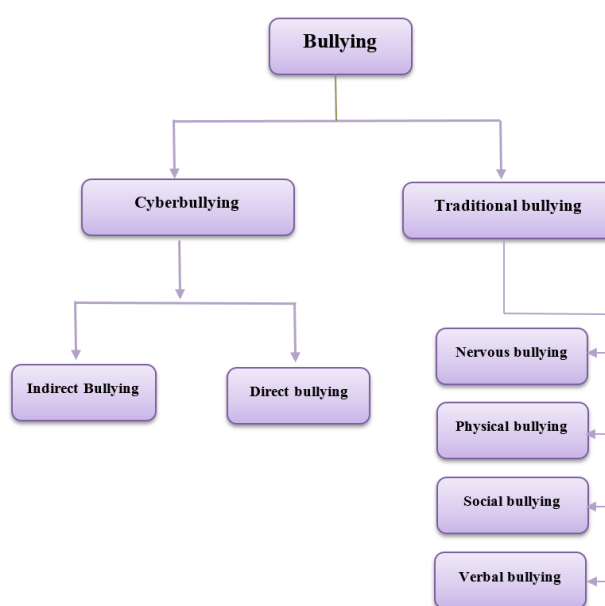 Bullying
Cyberbullying
Traditional bullying
Indirect Bullying
Direct bullying
Nervous bullying
Physical bullying
Social bullying
Verbal bullying